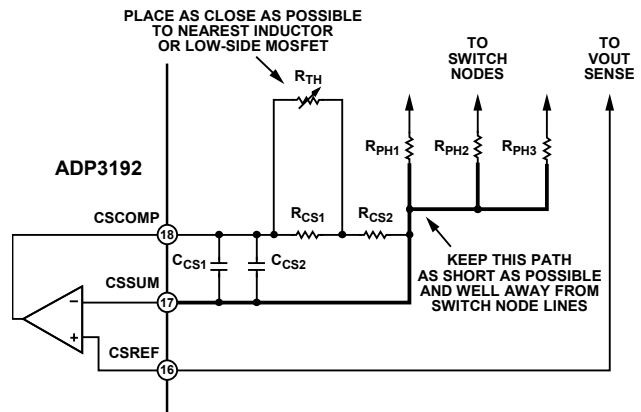 PLACE AS CLOSE AS POSSIBLE
TO NEAREST INDUCTOR
OR LOW-SIDE MOSFET
TO
SWITCH
NODES
TO
VOUT
SENSE
RTH
RPH1
RPH2
RPH3
ADP3192
RCS1
RCS2
CSCOMP
18
CCS1
CCS2
KEEP THIS PATH
AS SHORT AS POSSIBLE
AND WELL AWAY FROM
SWITCH NODE LINES
CSSUM
–
17
+
CSREF
16